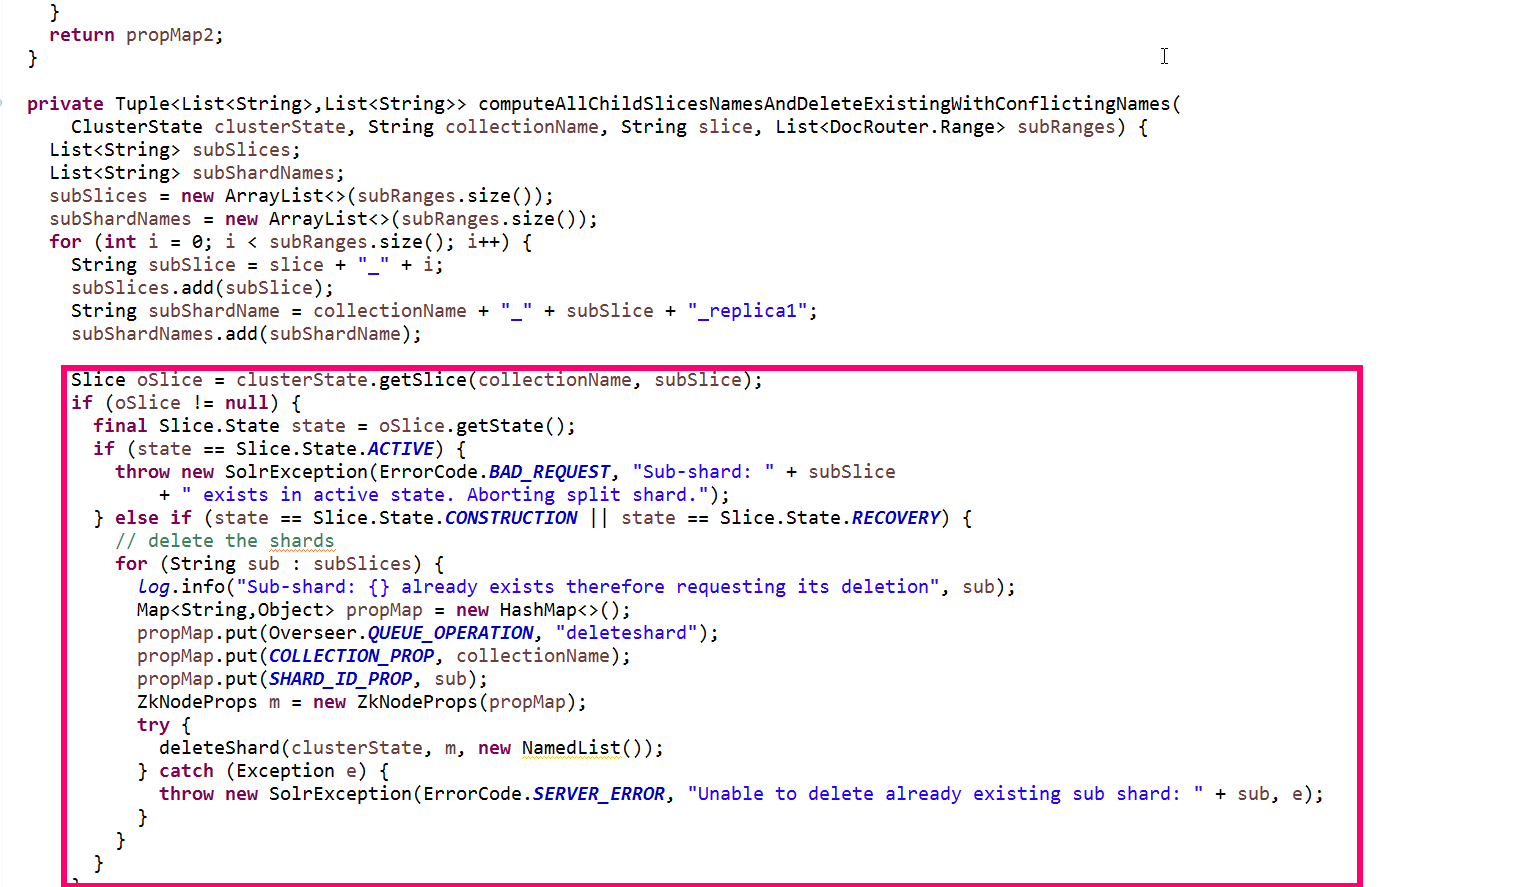 }
return propMap2;
}
private Tuple<List<String>,List<String>> computeAllChildSlicesNamesAndDeleteExistingWithConflictingNames(
ClusterState clusterState, String collectionName, String slice, List<DocRouter.Range> subRanges) {
List<String> subSlices;
List<String> subShardNames;
subSlices = new ArrayList<>(subRanges.size());
subShardNames = new ArrayList<>(subRanges.size());
for (int i = 0; i < subRanges.size(); i++) {
String subSlice = slice + "_" + i;
subSlices.add(subSlice);
String subShardName = collectionName + "_" + subSlice + "_replica1";
subShardNames.add(subShardName);
Slice oSlice = clusterState.getSlice(collectionName, subSlice);
if (oSlice != null) {
final Slice.State state = oSlice.getState();
if (state == Slice.State.ACTIVE) {
throw new SolrException(ErrorCode.BAD_REQUEST, "Sub-shard: " + subSlice
+ " exists in active state. Aborting split shard.");
} else if (state == Slice.State.CONSTRUCTION || state == Slice.State.RECOVERY) {
// delete the shards
for (String sub : subSlices) {
log.info("Sub-shard: {} already exists therefore requesting its deletion", sub);
Map<String,Object> propMap = new HashMap<>();
propMap.put(Overseer.QUEUE_OPERATION, "deleteshard");
propMap.put(COLLECTION_PROP, collectionName);
propMap.put(SHARD_ID_PROP, sub);
ZkNodeProps m = new ZkNodeProps(propMap);
try {
deleteShard(clusterState, m, new NamedList());
} catch (Exception e) {
throw new SolrException(ErrorCode.SERVER_ERROR, "Unable to delete already existing sub shard: " + sub, e);
}
}
}